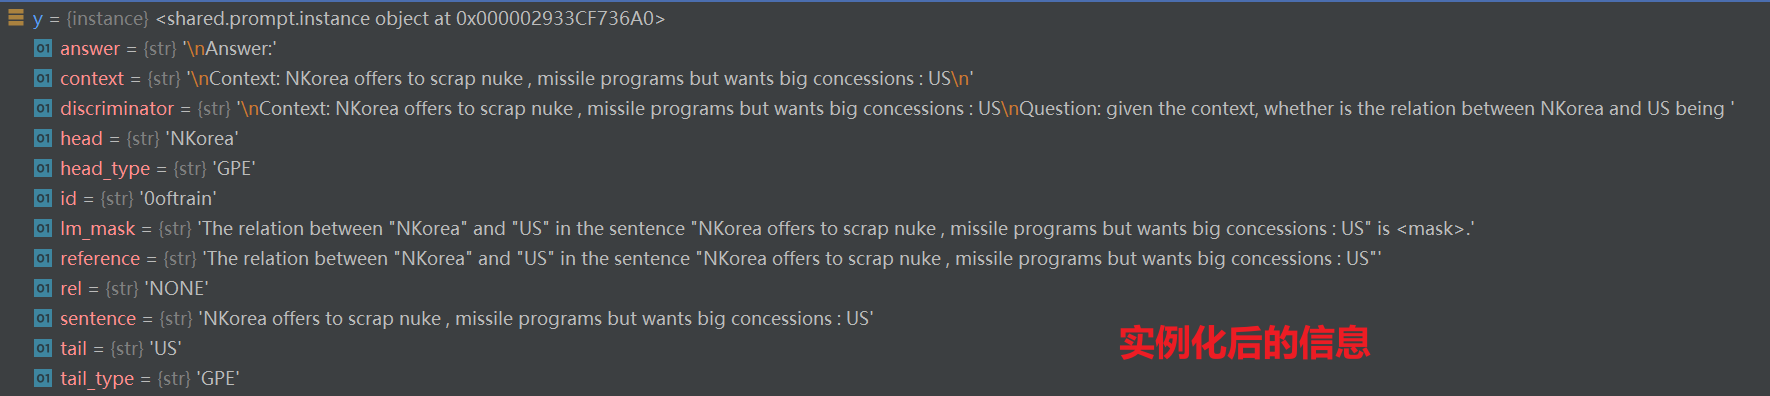 y = {instance} <shared.prompt.instance object at 0x000002933CF736A0>
01 answer = {str} '\nAnswer:'
01 context = {str} '\nContext: NKorea offers to scrap nuke , missile programs but wants big concessions : US\n'
01 discriminator = {str} '\nContext: NKorea offers to scrap nuke , missile programs but wants big concessions : US\nQuestion: given the context, whether is the relation between NKorea and US being '
01 head = {str} 'NKorea'
01 head_type = {str} 'GPE'
01 id = {str} '0oftrain'
01 lm_mask = {str} 'The relation between "NKorea" and "US" in the sentence "NKorea offers to scrap nuke , missile programs but wants big concessions : US" is <mask>.'
01 reference = {str} 'The relation between "NKorea" and "US" in the sentence "NKorea offers to scrap nuke , missile programs but wants big concessions : US"'
01 rel = {str} 'NONE'
01 sentence = {str} 'NKorea offers to scrap nuke , missile programs but wants big concessions : US'
01 tail = {str} 'US'
01 tail_type = {str} 'GPE'
实例化后的信息